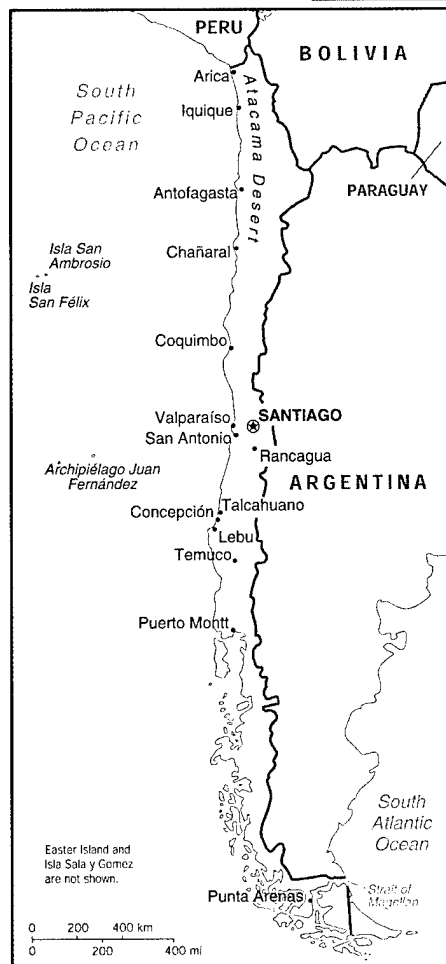 PERU
BOLIVIA
Arica
South
Pacific
Ocean
Iquique
Atacama Desert
PARAGUAY
Antofagasta
Isla San
Ambrosio
Isla
San Félix
Chañaral
Coquimbo
Valparaíso
SANTIAGO
San Antonio
Rancagua
Archipiélago Juan
Fernández
ARGENTINA
Concepción
Talcahuano
Lebu
Temuco
Puerto Montt
South
Atlantic
Ocean
Easter Island and
Isla Sala y Gomez
are not shown.
Punta Arenas
Strait of
Magellan
0 200 400 km
0 200 400 mi